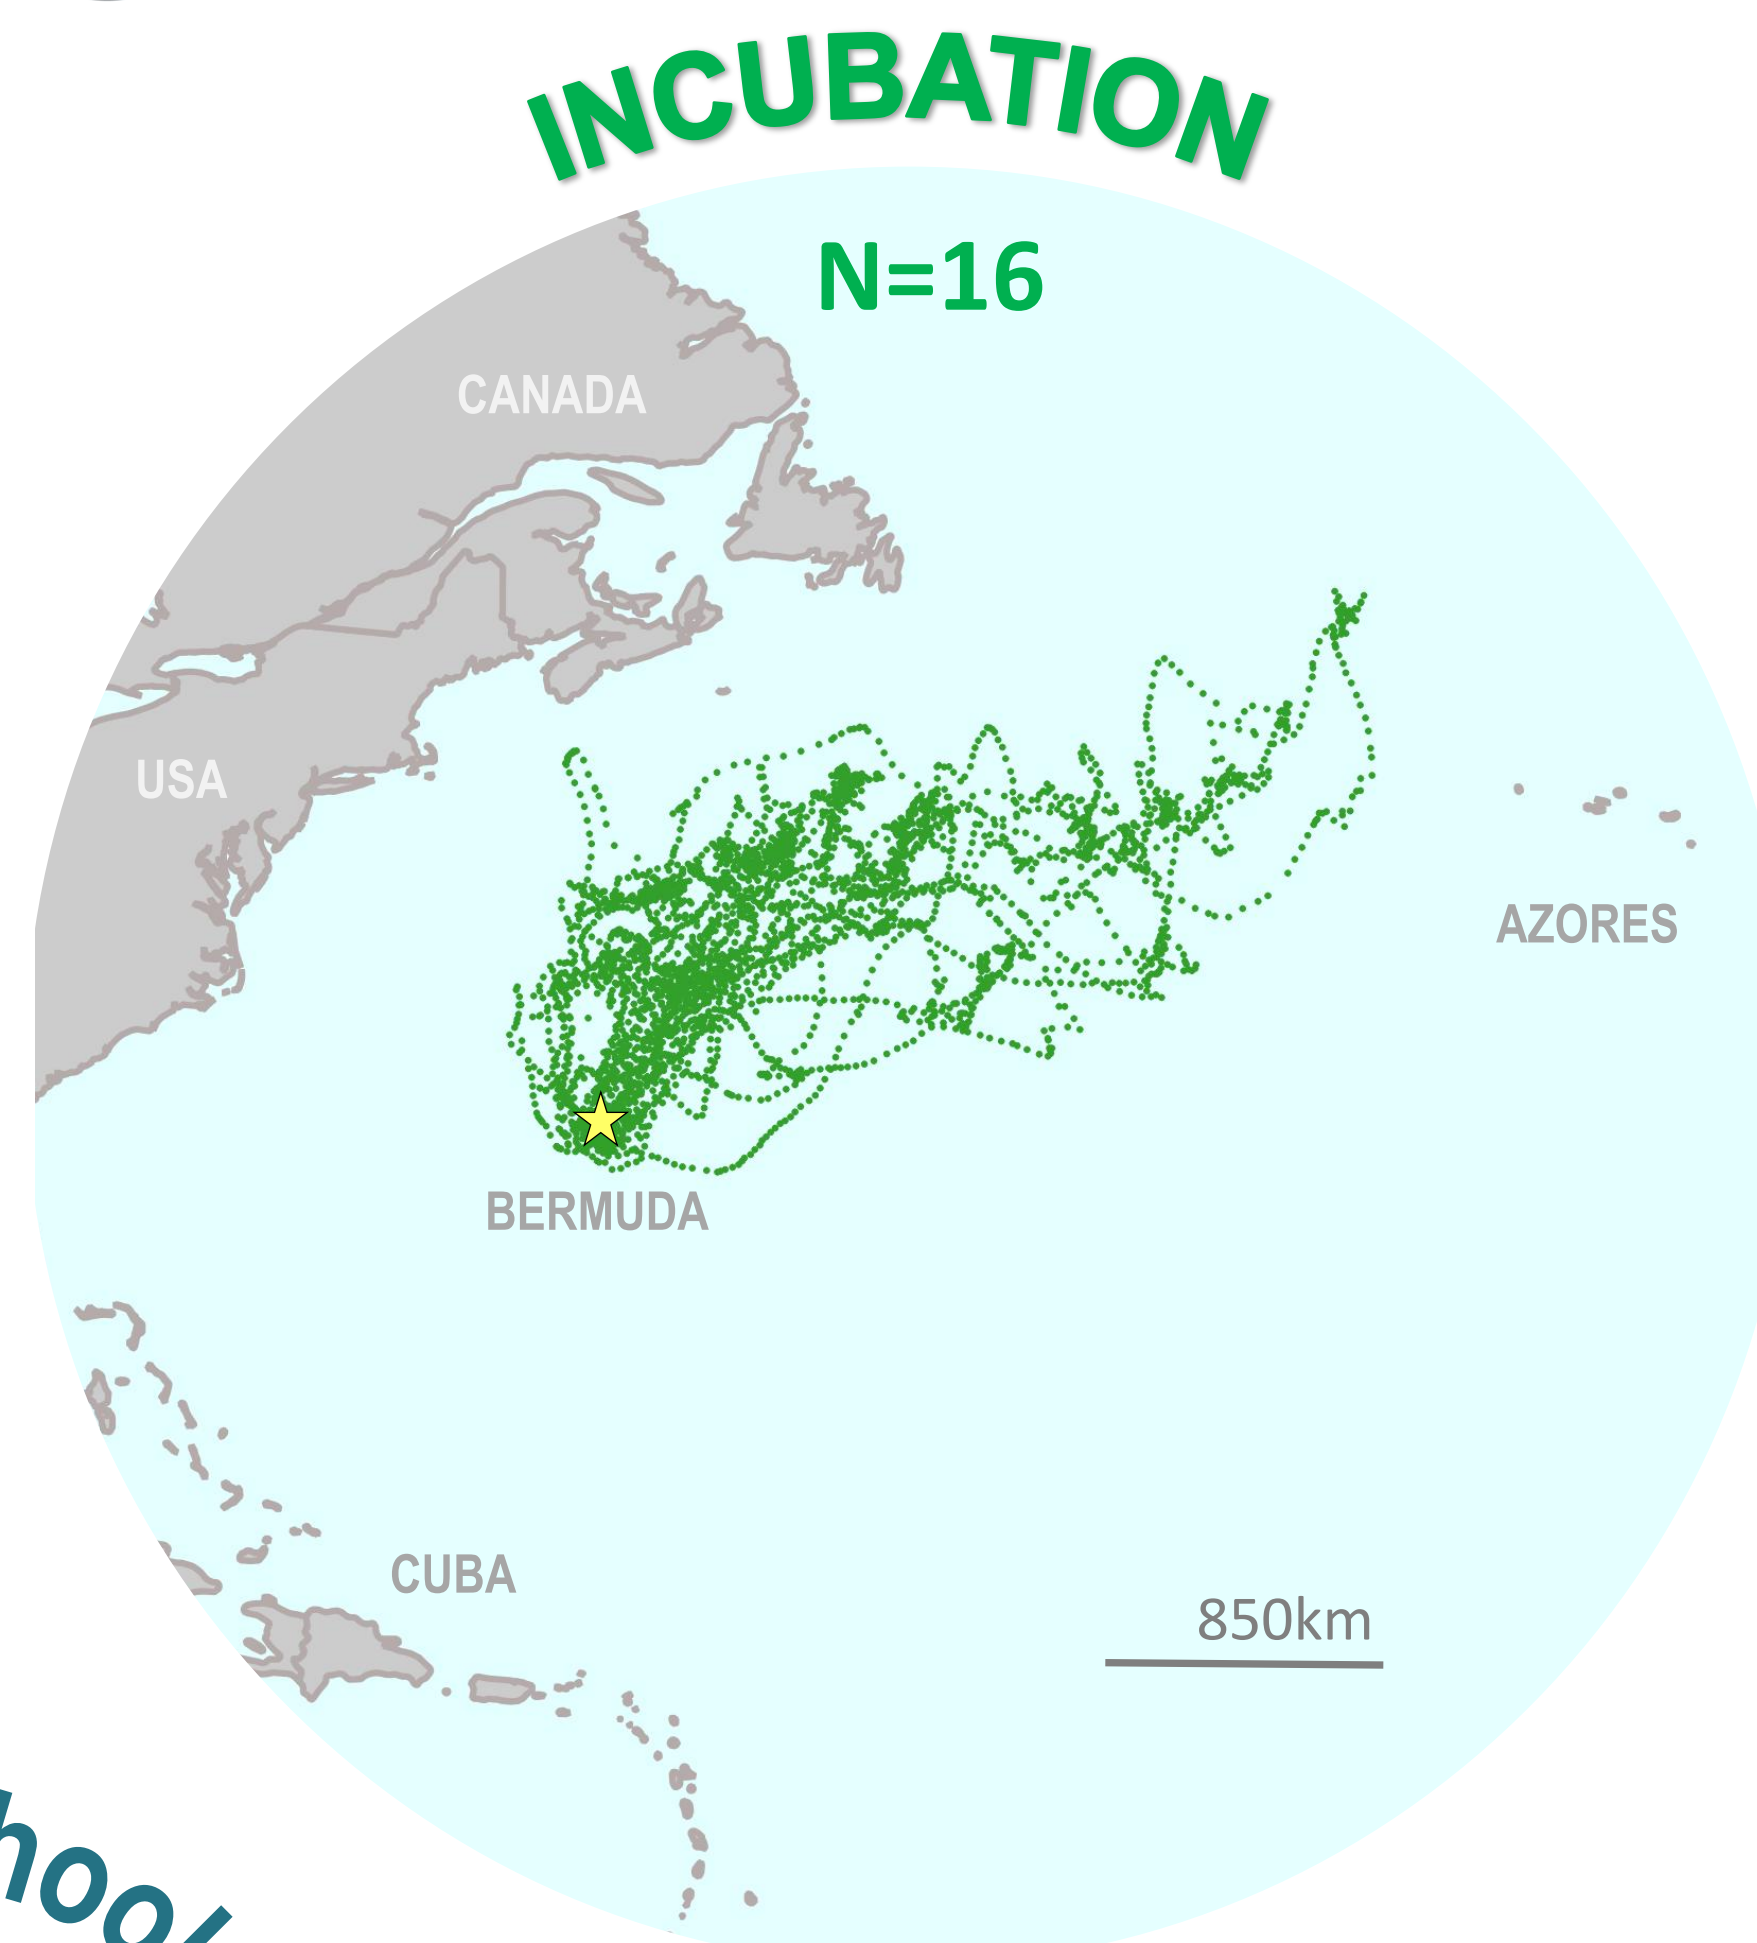 INCUBATION
N=16
CANADA
USA
AZORES
BERMUDA
CUBA
850km